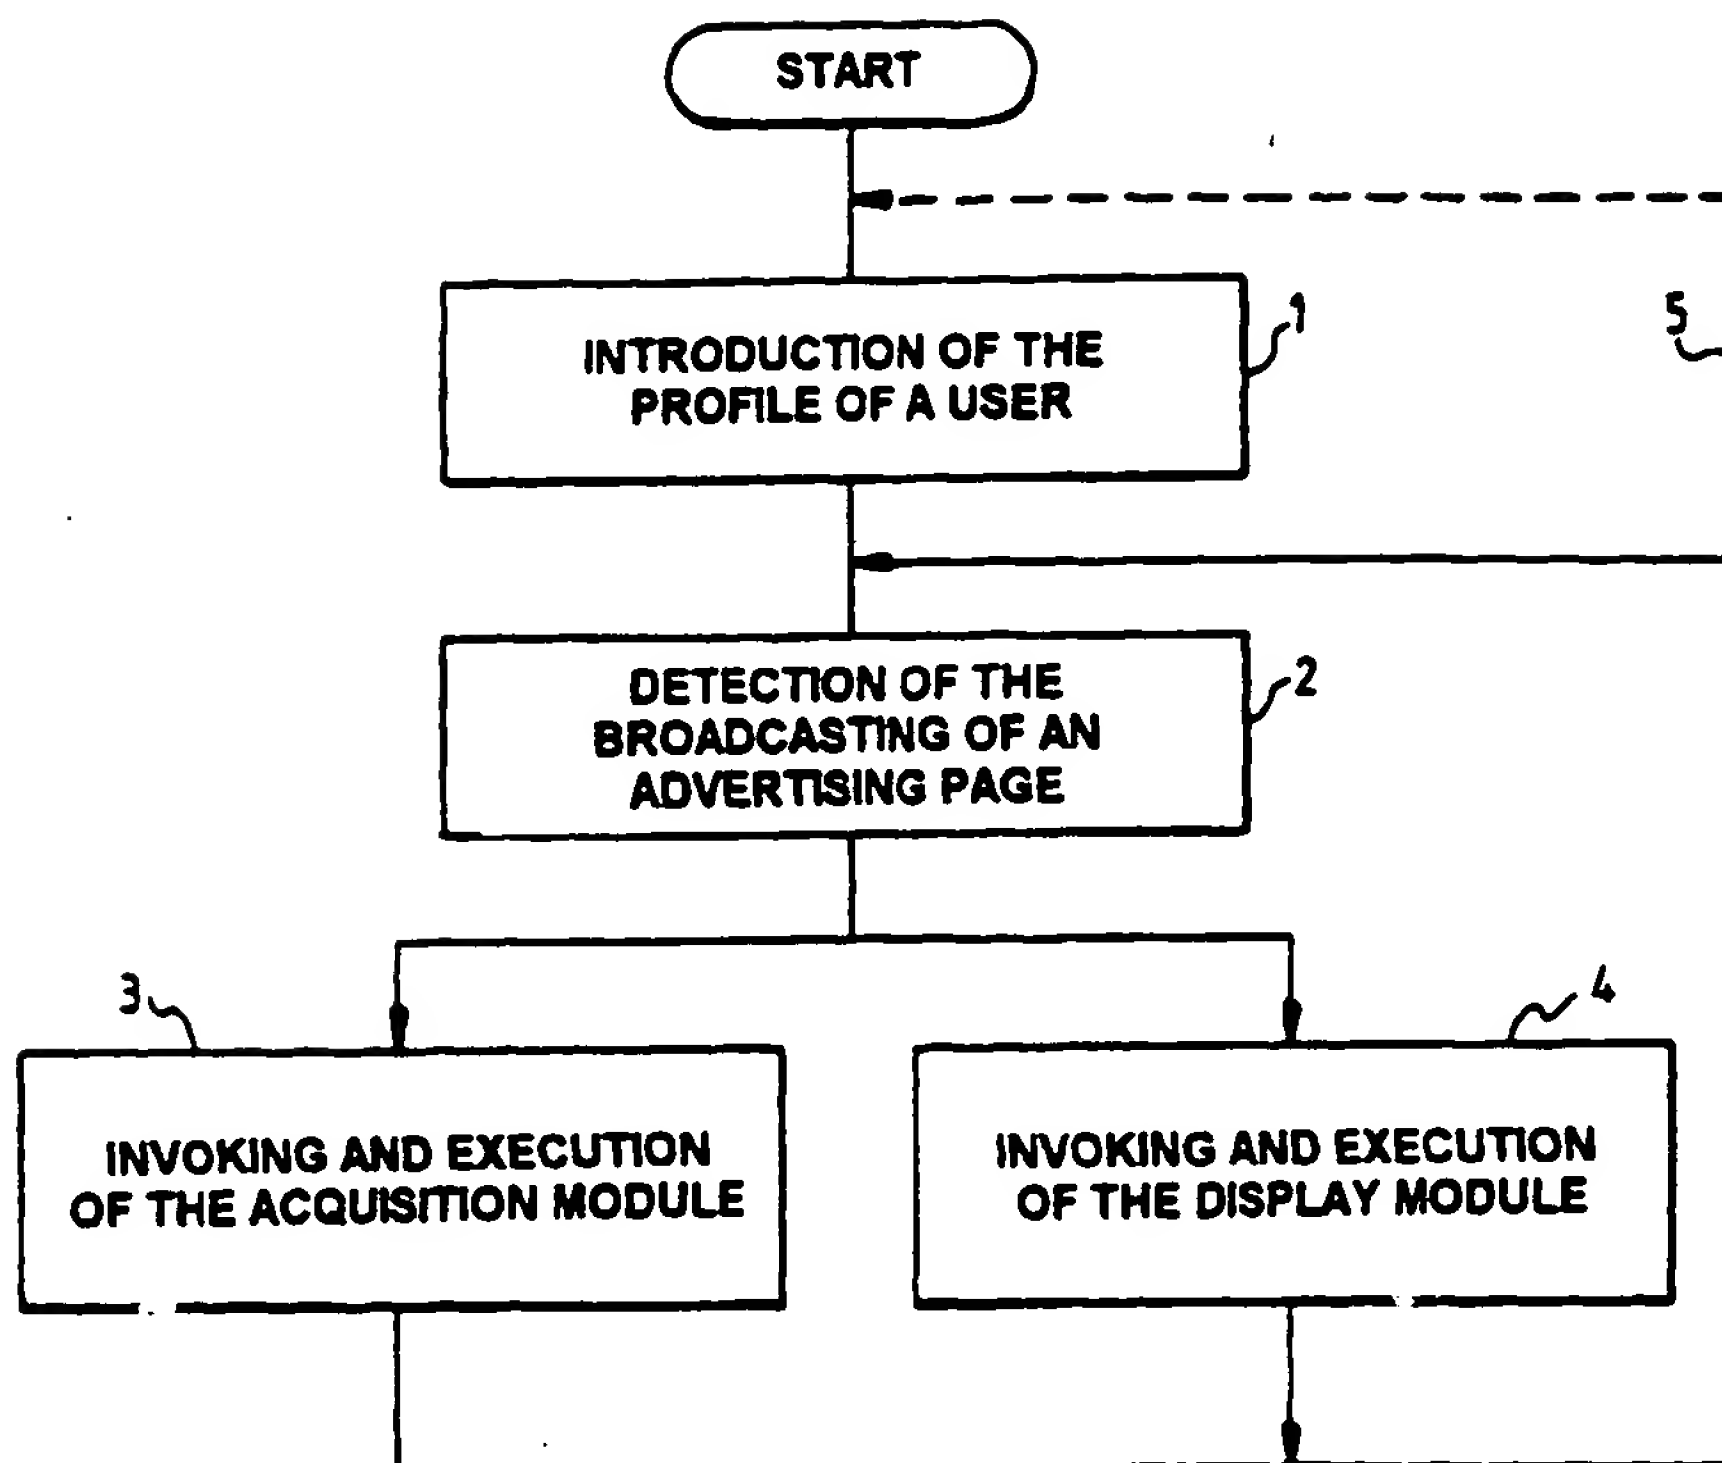 START
1
5
INTRODUCTION OF THE
PROFILE OF A USER
2
DETECTION OF THE
BROADCASTING OF AN
ADVERTISING PAGE
3
4
INVOKING AND EXECUTION
OF THE ACQUISITION MODULE
INVOKING AND EXECUTION
OF THE DISPLAY MODULE